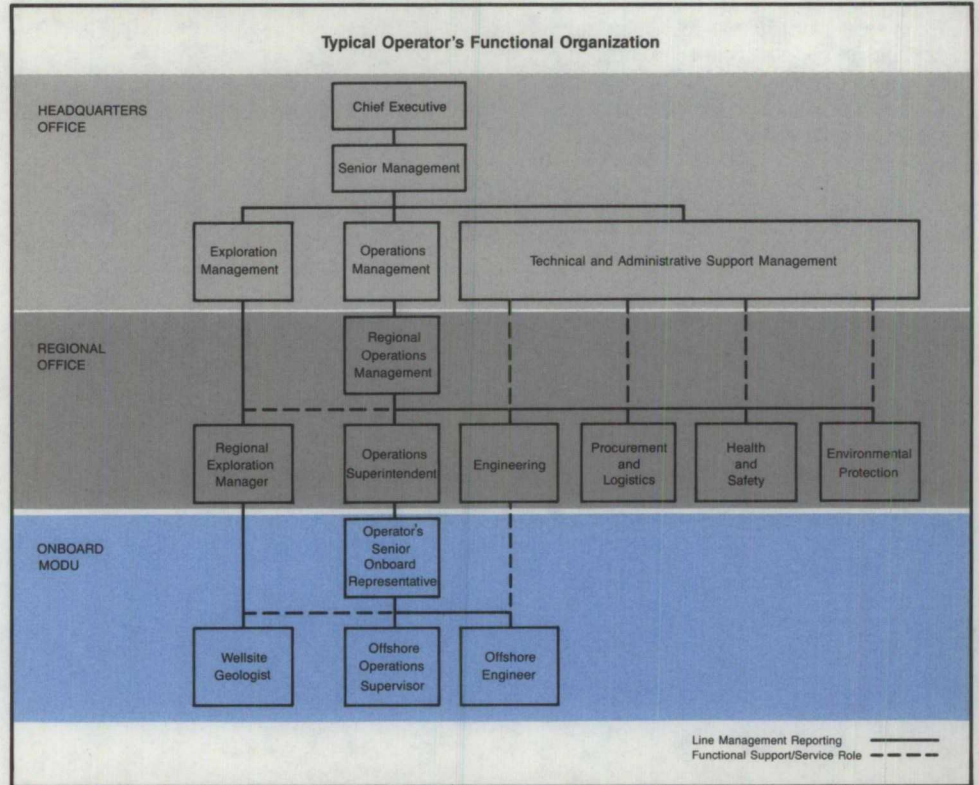 Typical Operator's Functional Organization
HEADQUARTERS
OFFICE
Chief Executive
Senior Management
Exploration
Management
Operations
Management
Technical and Administrative Support Management
REGIONAL
OFFICE
Regional
Operations
Management
Regional
Exploration
Manager
Operations
Superintendent
Engineering
Procurement
and
Logistics
Health
and
Safety
Environmental
Protection
ONBOARD
MODU
Operator's
Senior
Onboard
Representative
Wellsite
Geologist
Offshore
Operations
Supervisor
Offshore
Engineer
Line Management Reporting
Functional Support/Service Role